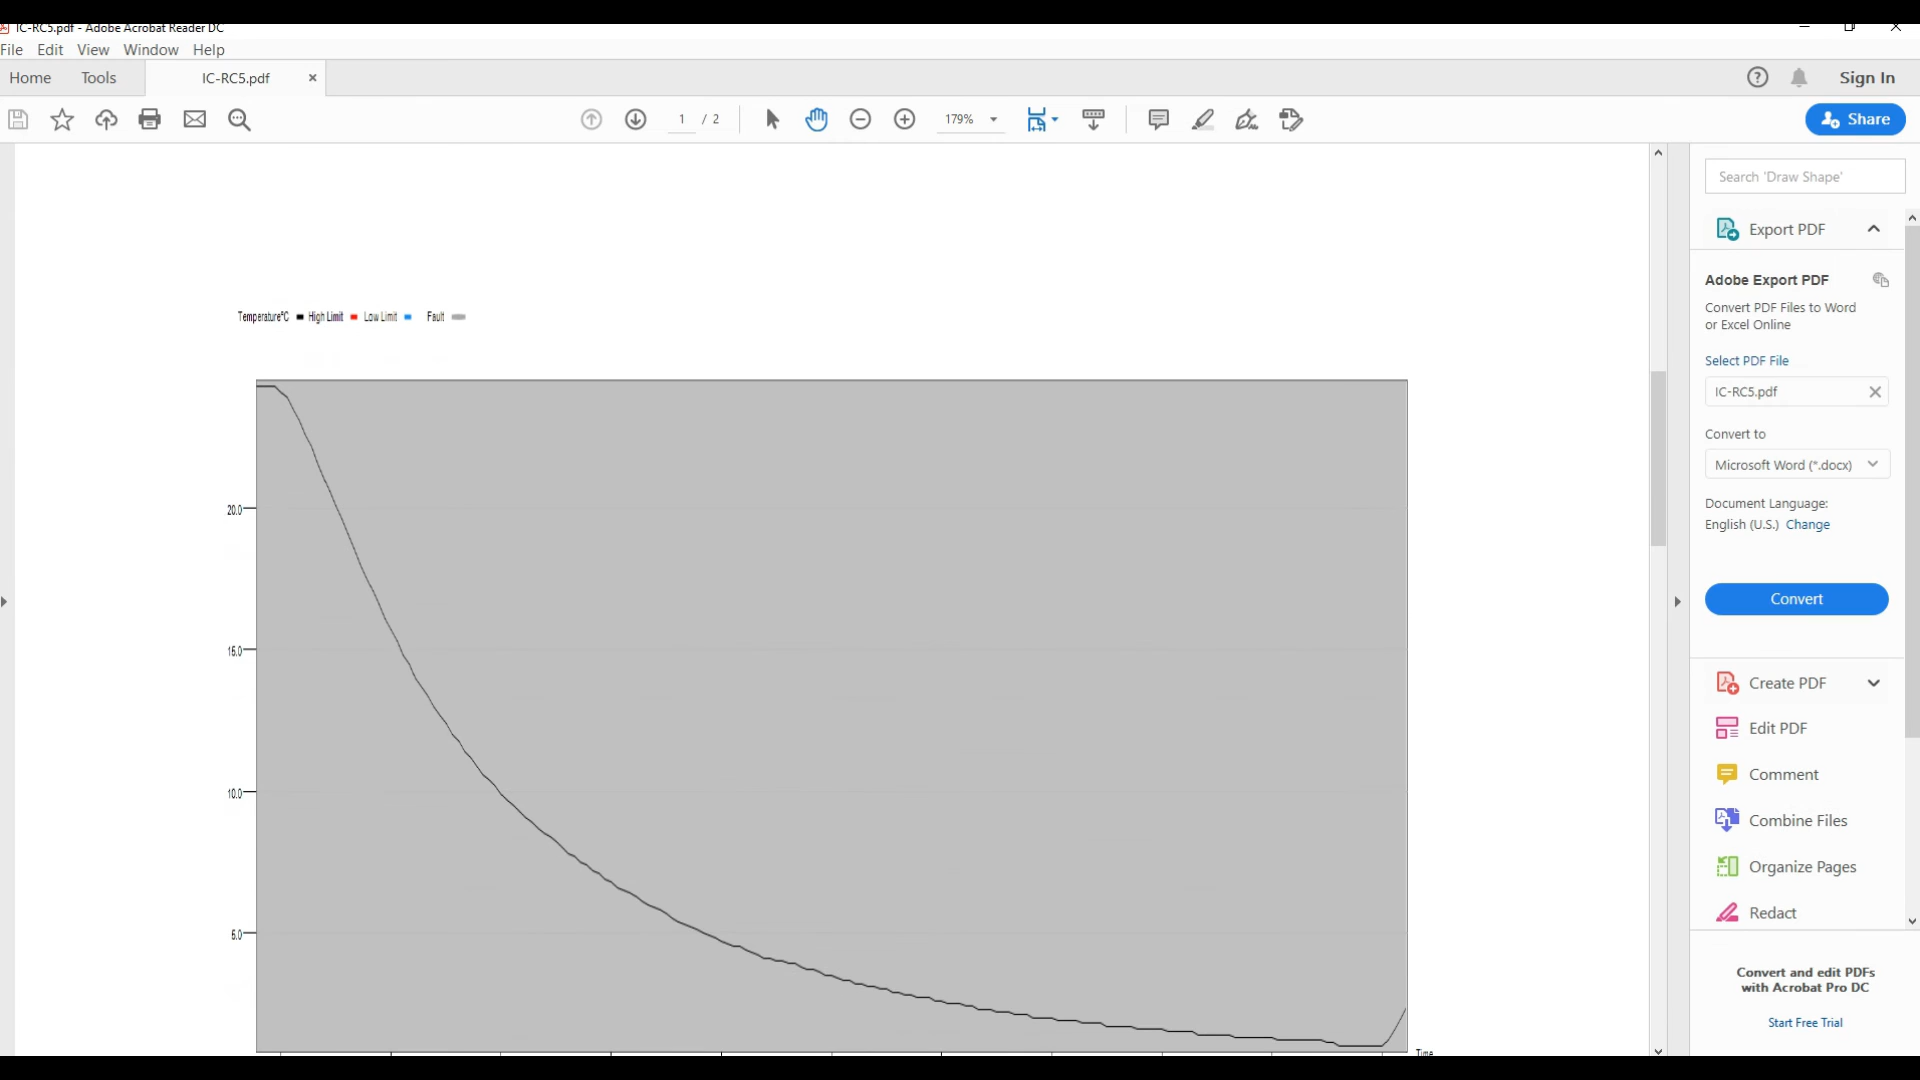 IC-RC5.pdf - Adobe Acrobat Reader DC
File Edit View Window Help
Home Tools IC-RC5.pdf Sign In
1 / 2 179% Share
Search 'Draw Shape'
Export PDF
Adobe Export PDF
Convert PDF Files to Word
or Excel Online
Select PDF File
IC-RC5.pdf
Convert to
Microsoft Word (*.docx)
Document Language:
English (U.S.) Change
Convert
Create PDF
Edit PDF
Comment
Combine Files
Organize Pages
Redact
Convert and edit PDFs
with Acrobat Pro DC
Start Free Trial
Temperature°C High Limit Low Limit Fault
20.0
15.0
10.0
5.0
Time